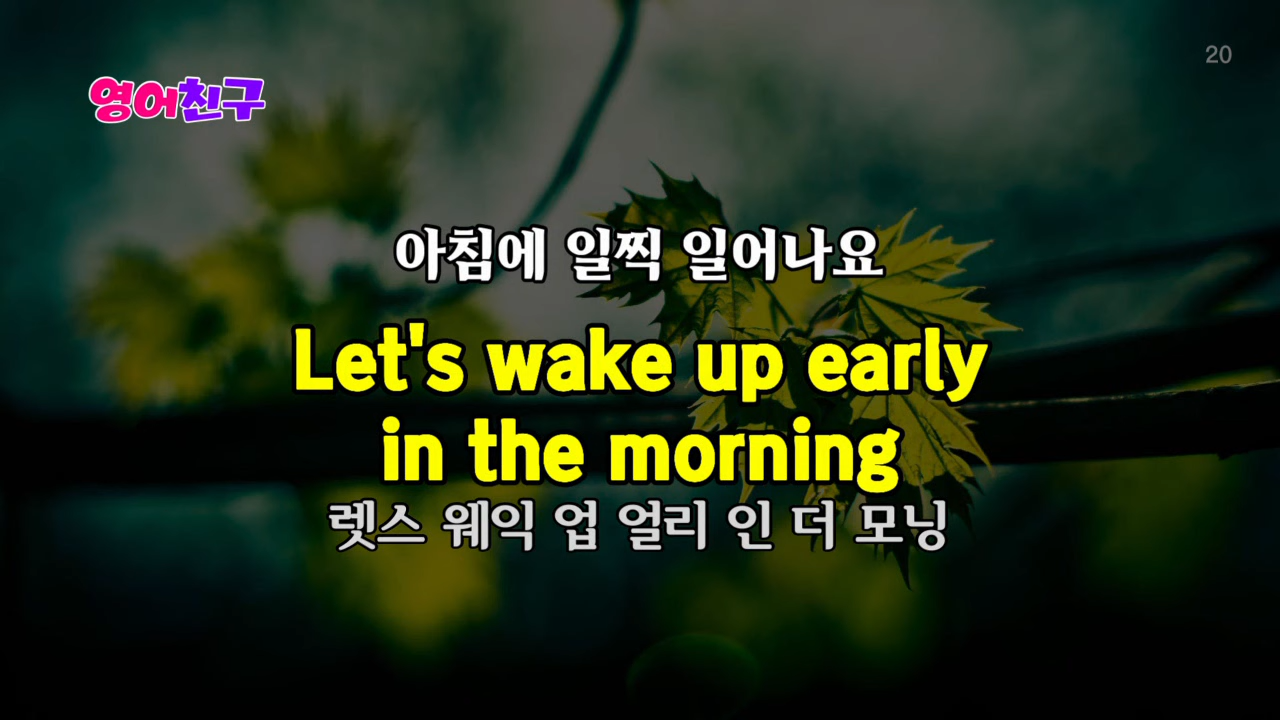 20
영어친구
아침에 일찍 일어나요
Let's wake up early
in the morning
렛스 웨익 업 얼리 인 더 모닝